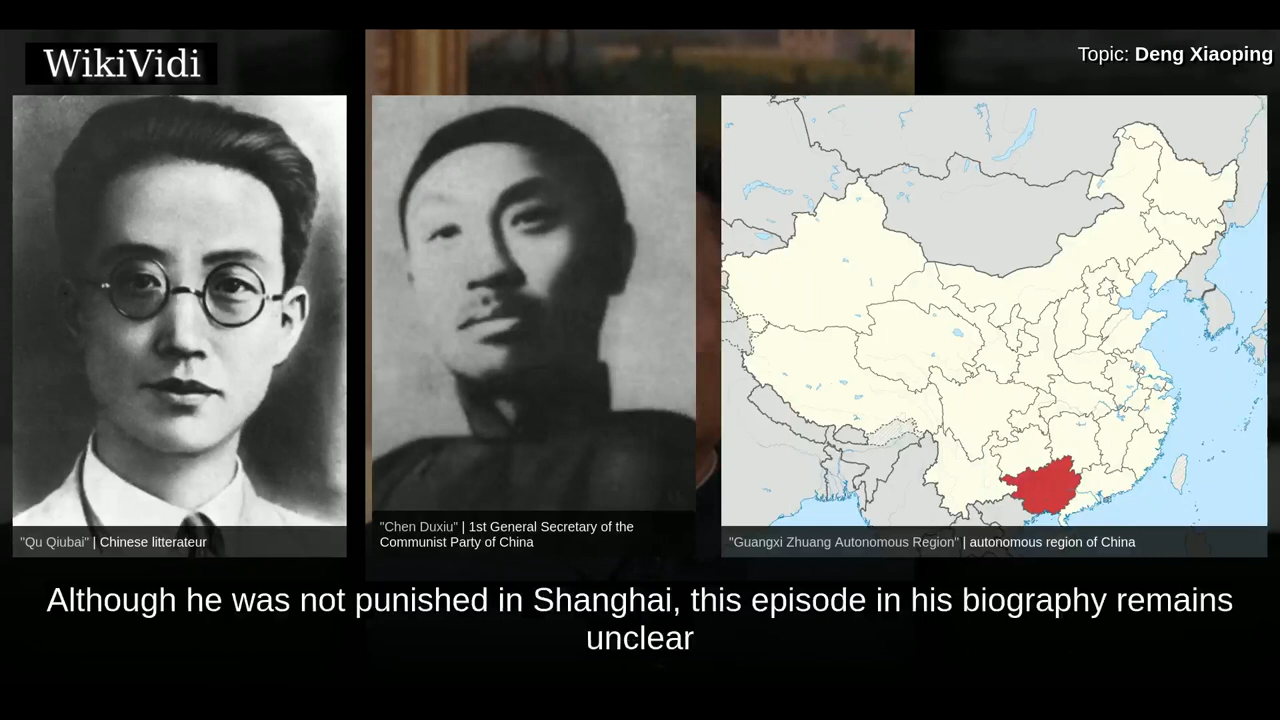 WikiVidi
Topic: Deng Xiaoping
"Qu Qiubai" | Chinese litterateur
"Chen Duxiu" | 1st General Secretary of the
Communist Party of China
"Guangxi Zhuang Autonomous Region" | autonomous region of China
Although he was not punished in Shanghai, this episode in his biography remains
unclear